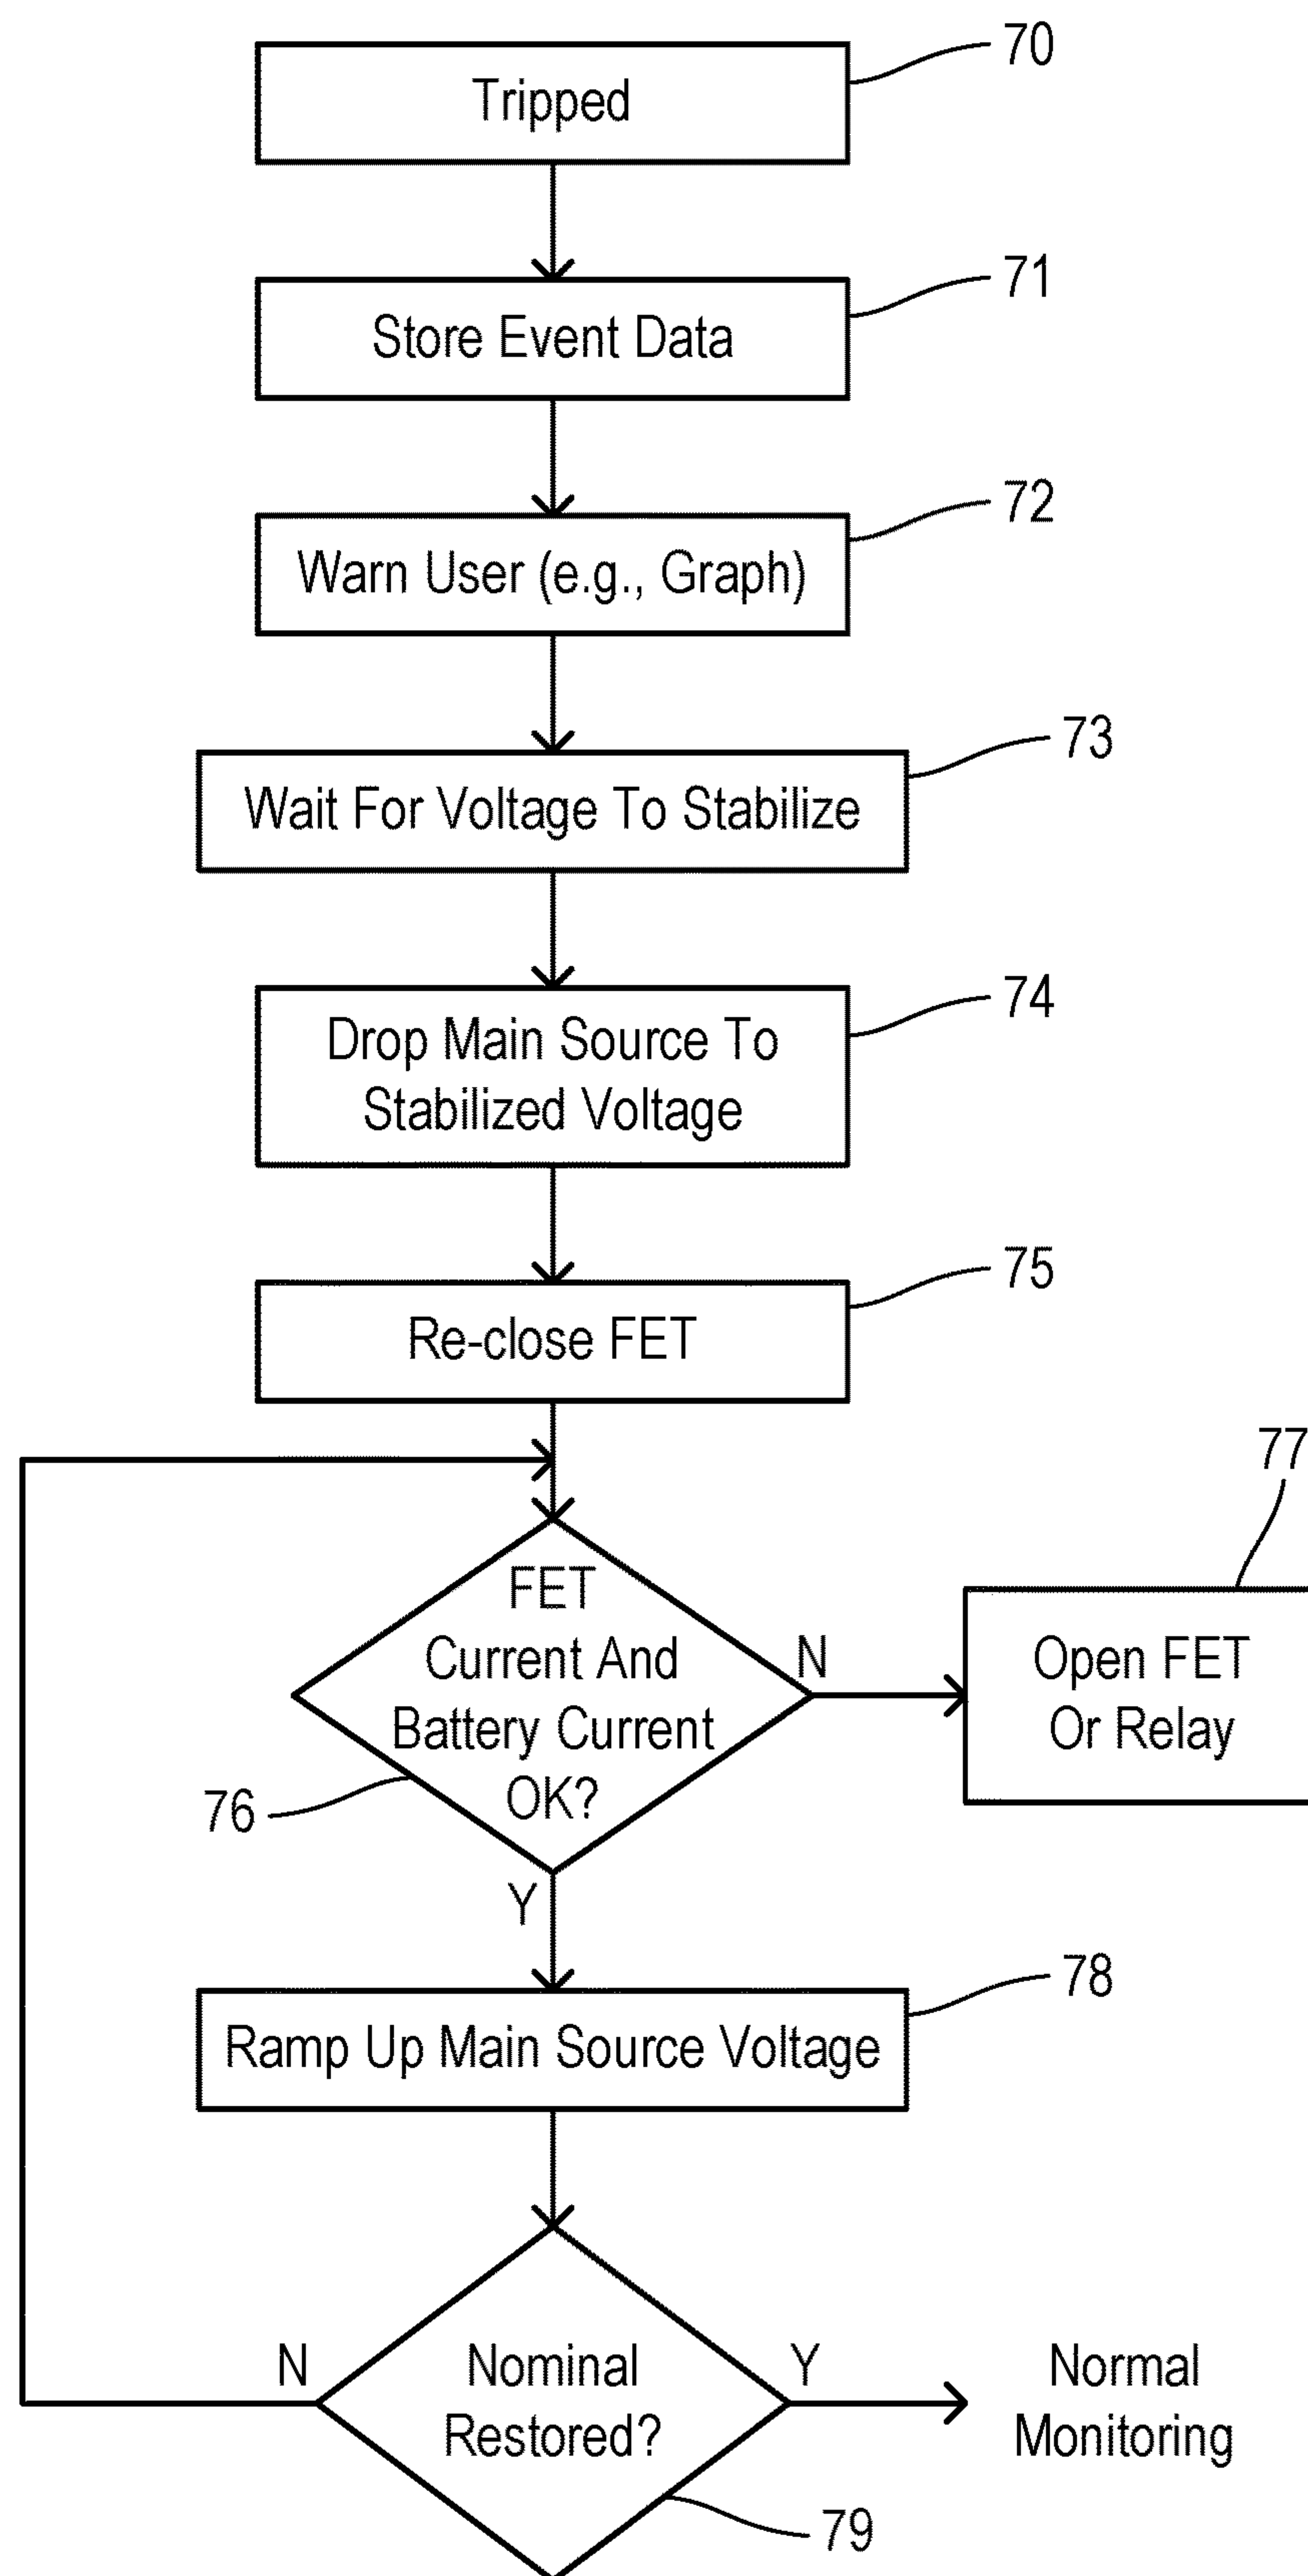 70
Tripped
71
Store Event Data
72
Warn User (e.g., Graph)
73
Wait For Voltage To Stabilize
74
Drop Main Source To
Stabilized Voltage
75
Re-close FET
77
FET
Current And
Battery Current
OK?
N
Open FET
Or Relay
76
Y
78
Ramp Up Main Source Voltage
N
Nominal
Restored?
Y
Normal
Monitoring
79